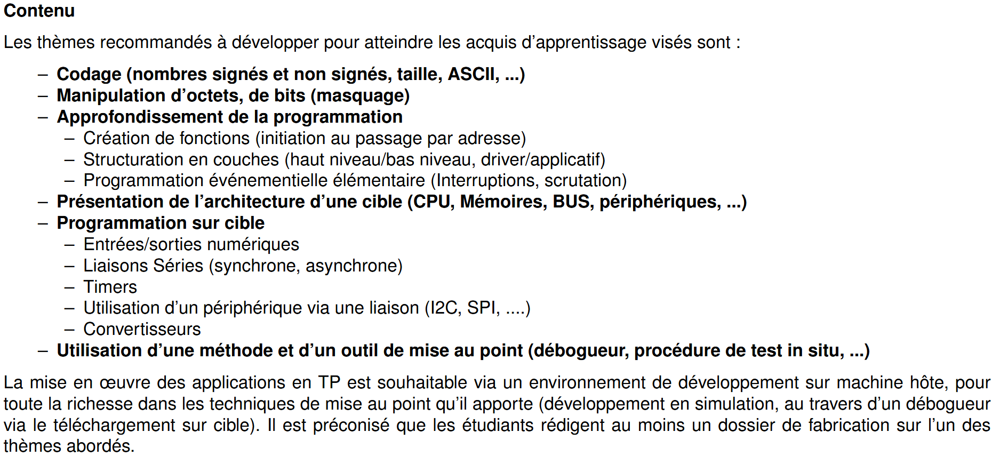 Contenu
Les thèmes recommandés à développer pour atteindre les acquis d’apprentissage visés sont :
– Codage (nombres signés et non signés, taille, ASCII, ...)
– Manipulation d’octets, de bits (masquage)
– Approfondissement de la programmation
– Création de fonctions (initiation au passage par adresse)
– Structuration en couches (haut niveau/bas niveau, driver/applicatif)
– Programmation événementielle élémentaire (Interruptions, scrutation)
– Présentation de l’architecture d’une cible (CPU, Mémoires, BUS, périphériques, ...)
– Programmation sur cible
– Entrées/sorties numériques
– Liaisons Séries (synchrone, asynchrone)
– Timers
– Utilisation d’un périphérique via une liaison (I2C, SPI, ....)
– Convertisseurs
– Utilisation d’une méthode et d’un outil de mise au point (débogueur, procédure de test in situ, ...)
La mise en œuvre des applications en TP est souhaitable via un environnement de développement sur machine hôte, pour
toute la richesse dans les techniques de mise au point qu’il apporte (développement en simulation, au travers d’un débogueur
via le téléchargement sur cible). Il est préconisé que les étudiants rédigent au moins un dossier de fabrication sur l’un des
thèmes abordés.